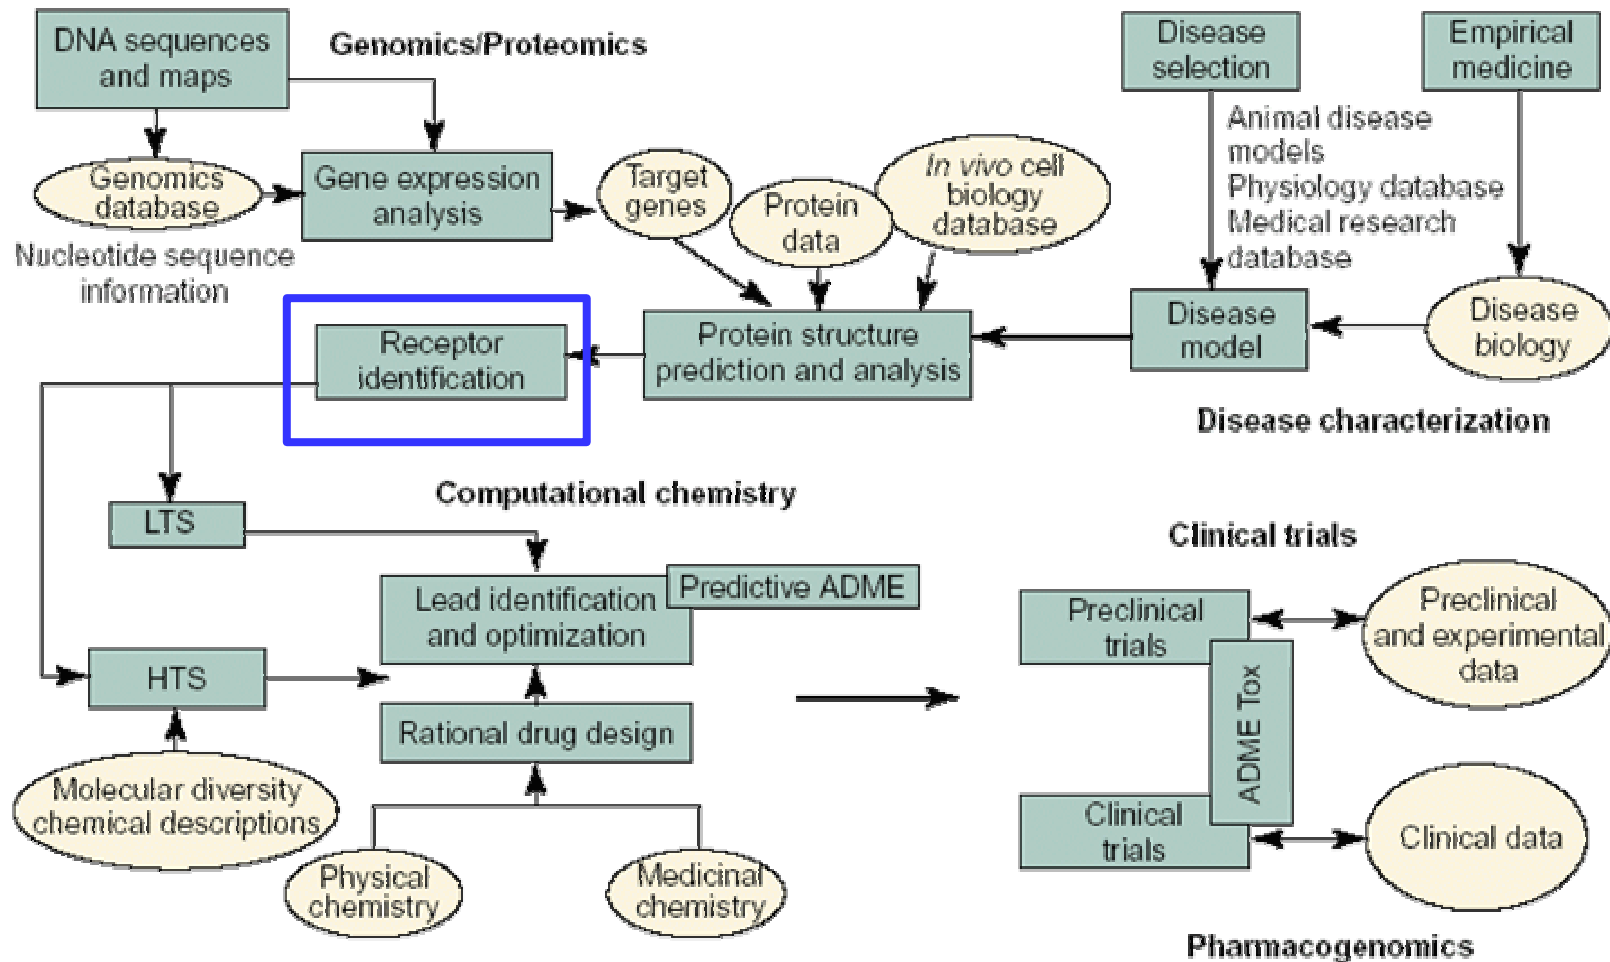 DNA sequences
and maps
Genomics/Proteomics
Disease
selection
Empirical
medicine
Genomics
database
Gene expression
analysis
Target
genes
Protein
data
In vivo cell
biology
database
Animal disease
models
Physiology database
Medical research
database
Nucleotide sequence
information
Receptor
identification
Protein structure
prediction and analysis
Disease
model
Disease
biology
Disease characterization
Computational chemistry
LTS
Lead identification
and optimization
Predictive ADME
HTS
Rational drug design
Molecular diversity
chemical descriptions
Physical
chemistry
Medicinal
chemistry
Clinical trials
Preclinical
trials
Preclinical
and experimental
data
ADME Tox
Clinical
trials
Clinical data
Pharmacogenomics